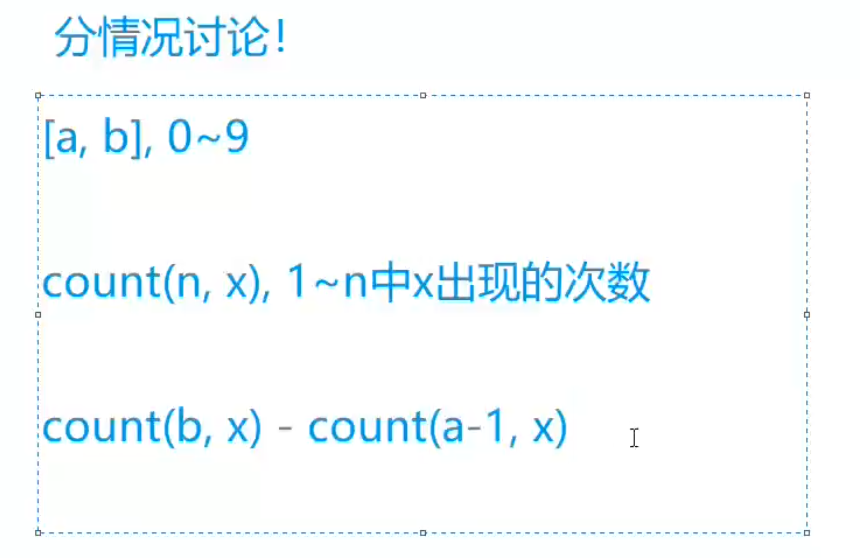 分情况讨论!
[a, b], 0~9
count(n, x), 1~n中x出现的次数
count(b, x) - count(a-1, x)